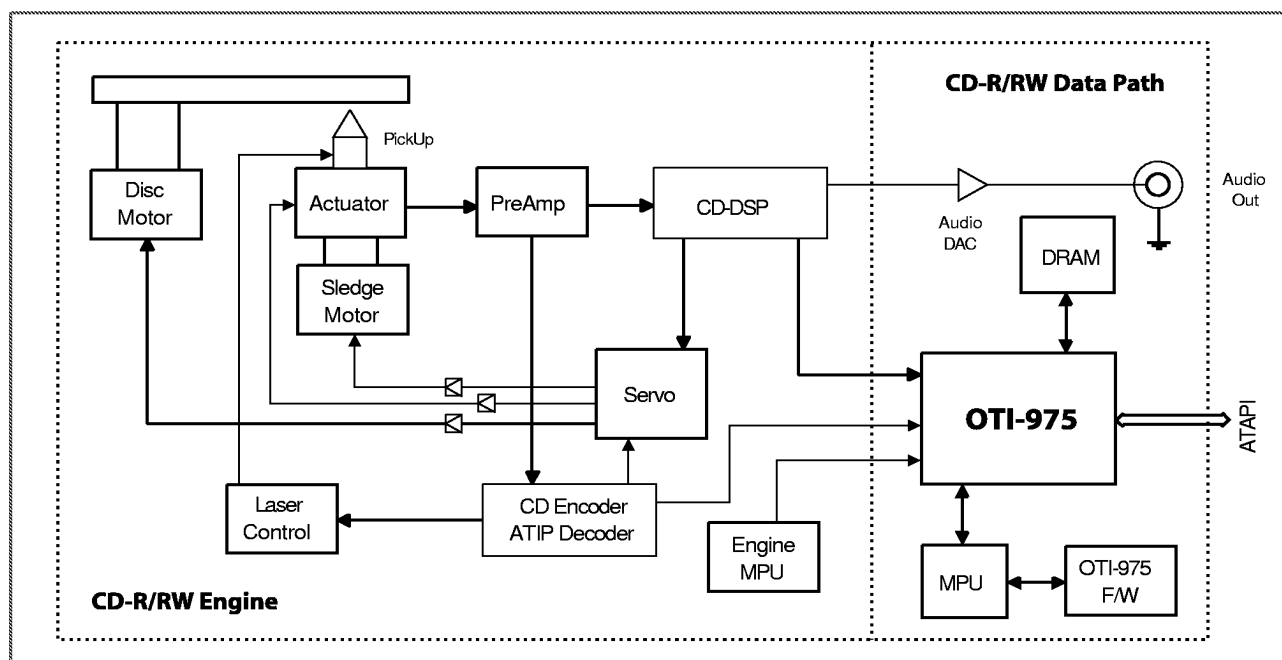 CD-R/RW Data Path
PickUp
Disc
Motor
Actuator
PreAmp
CD-DSP
Audio
DAC
Audio
Out
DRAM
Sledge
Motor
Servo
OTI-975
ATAPI
Laser
Control
CD Encoder
ATIP Decoder
Engine
MPU
MPU
OTI-975
F/W
CD-R/RW Engine